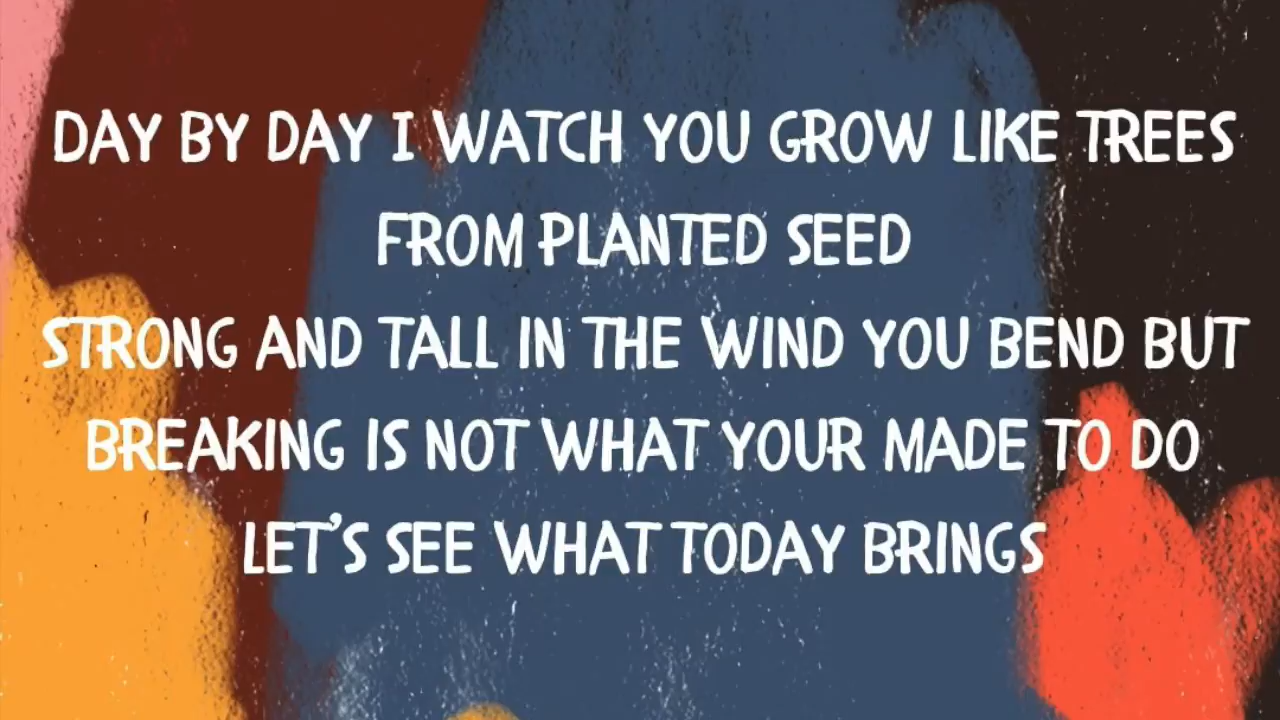 DAY BY DAY I WATCH YOU GROW LIKE TREES
FROM PLANTED SEED
STRONG AND TALL IN THE WIND YOU BEND BUT
BREAKING IS NOT WHAT YOUR MADE TO DO
LET'S SEE WHAT TODAY BRINGS